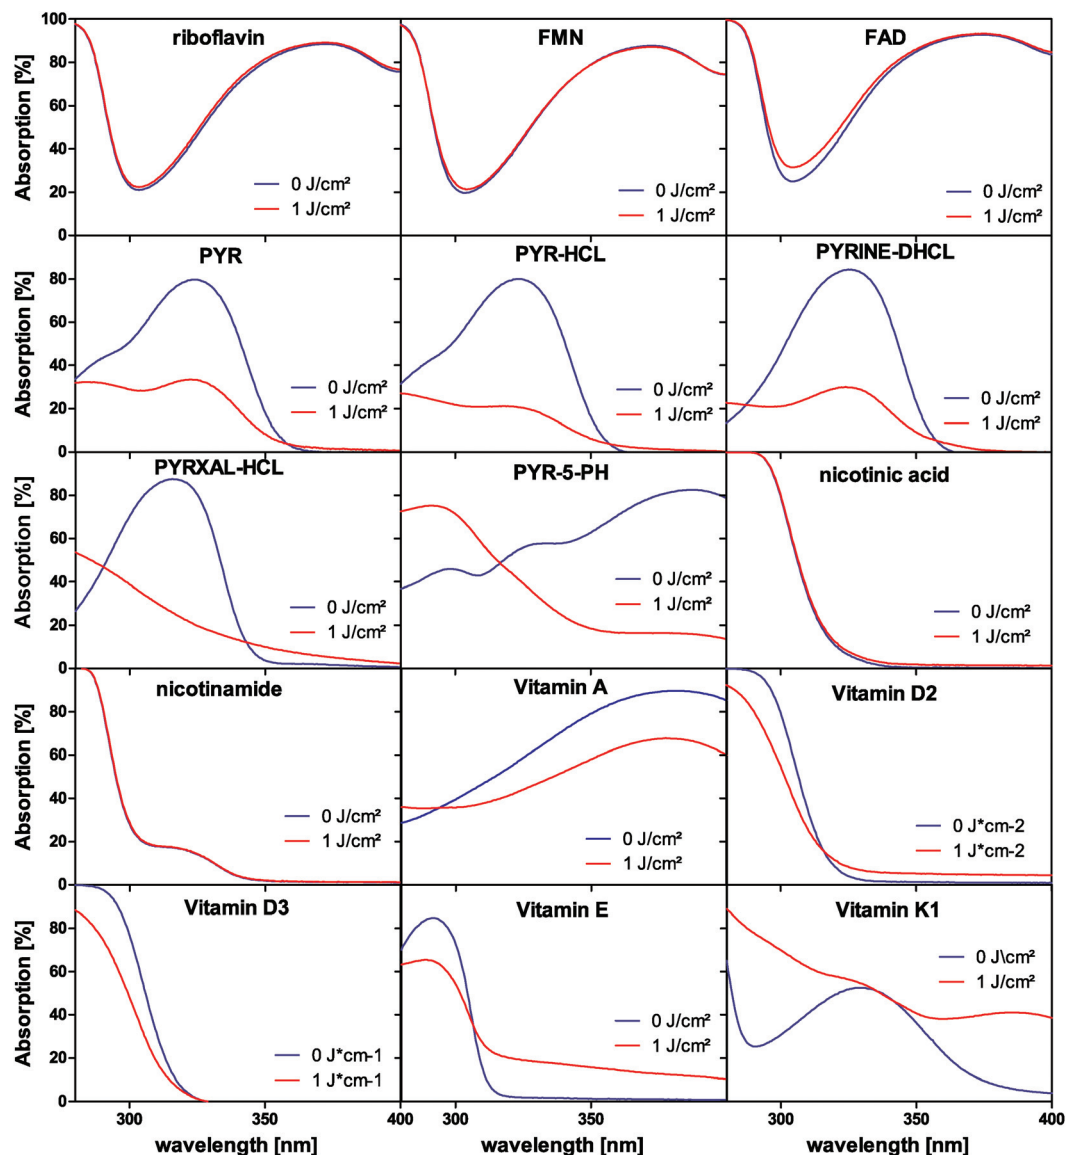 riboflavin
FMN
FAD
Absorption [%]
100
80
60
40
20
0
0 J/cm²
1 J/cm²
0 J/cm²
1 J/cm²
0 J/cm²
1 J/cm²
PYR
PYR-HCL
PYRINE-DHCL
Absorption [%]
80
60
40
20
0
0 J/cm²
1 J/cm²
0 J/cm²
1 J/cm²
0 J/cm²
1 J/cm²
PYRXAL-HCL
PYR-5-PH
nicotinic acid
Absorption [%]
80
60
40
20
0
0 J/cm²
1 J/cm²
0 J/cm²
1 J/cm²
0 J/cm²
1 J/cm²
nicotinamide
Vitamin A
Vitamin D2
Absorption [%]
80
60
40
20
0
0 J/cm²
1 J/cm²
0 J/cm²
1 J/cm²
0 J*cm-2
1 J*cm-2
Vitamin D3
Vitamin E
Vitamin K1
Absorption [%]
80
60
40
20
0
0 J*cm-1
1 J*cm-1
0 J/cm²
1 J/cm²
0 J\cm²
1 J/cm²
300 350 400 300 350 300 350 400
wavelength [nm] wavelength [nm] wavelength [nm]